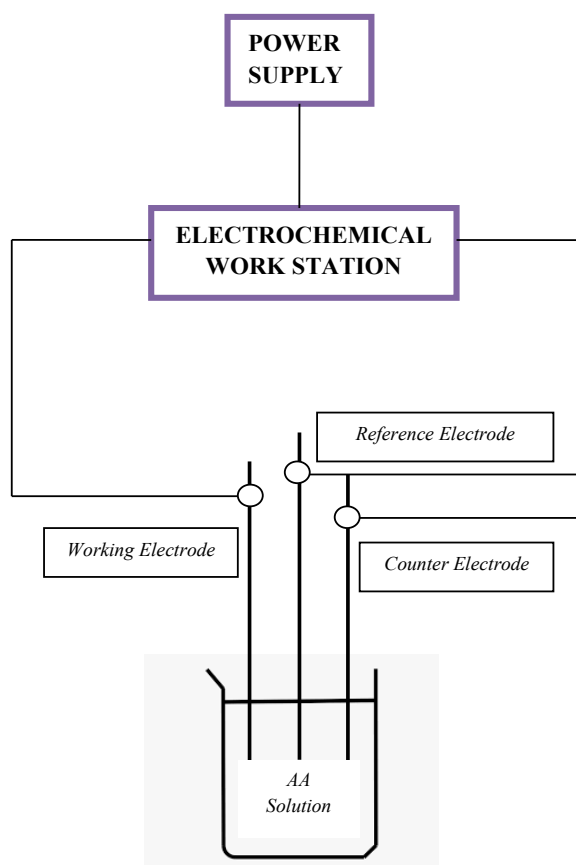 POWER
SUPPLY
ELECTROCHEMICAL
WORK STATION
Reference Electrode
Working Electrode
Counter Electrode
AA
Solution